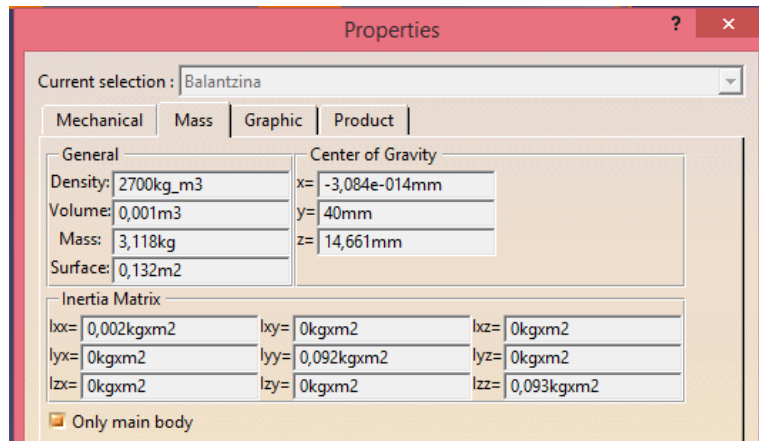 Properties
?
×
Current selection : Balantzina
Mechanical Mass Graphic Product
General
Density: 2700kg_m3
Volume: 0,001m3
Mass: 3,118kg
Surface: 0,132m2
Center of Gravity
x= -3,084e-014mm
y= 40mm
z= 14,661mm
Inertia Matrix
Ixx= 0,002kgxm2 Ixy= 0kgxm2 Ixz= 0kgxm2
Iyx= 0kgxm2 Iyy= 0,092kgxm2 Iyz= 0kgxm2
Izx= 0kgxm2 Izy= 0kgxm2 Izz= 0,093kgxm2
Only main body